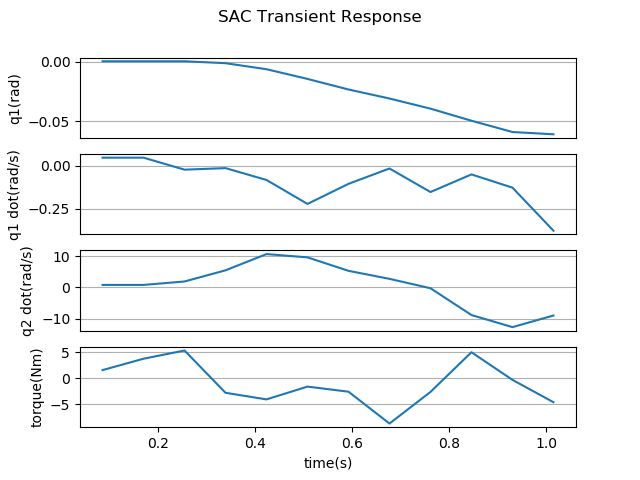 SAC Transient Response
0.00
−0.05
q1(rad)
0.00
−0.25
q1 dot(rad/s)
10
0
−10
q2 dot(rad/s)
5
0
−5
torque(Nm)
0.2 0.4 0.6 0.8 1.0
time(s)